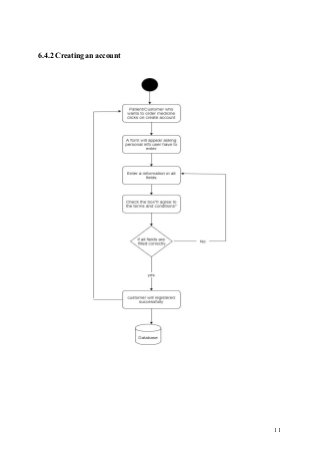 6.4.2 Creating an account
Patient/Customer who
wants to order medicine
clicks on create account
A form will appear asking
personal info user have to
enter
Enter a information in all
fields
Check the box"I agree to
the terms and conditions"
If all fields are
filled correctly
No
yes
customer will registered
successfully
Database
11